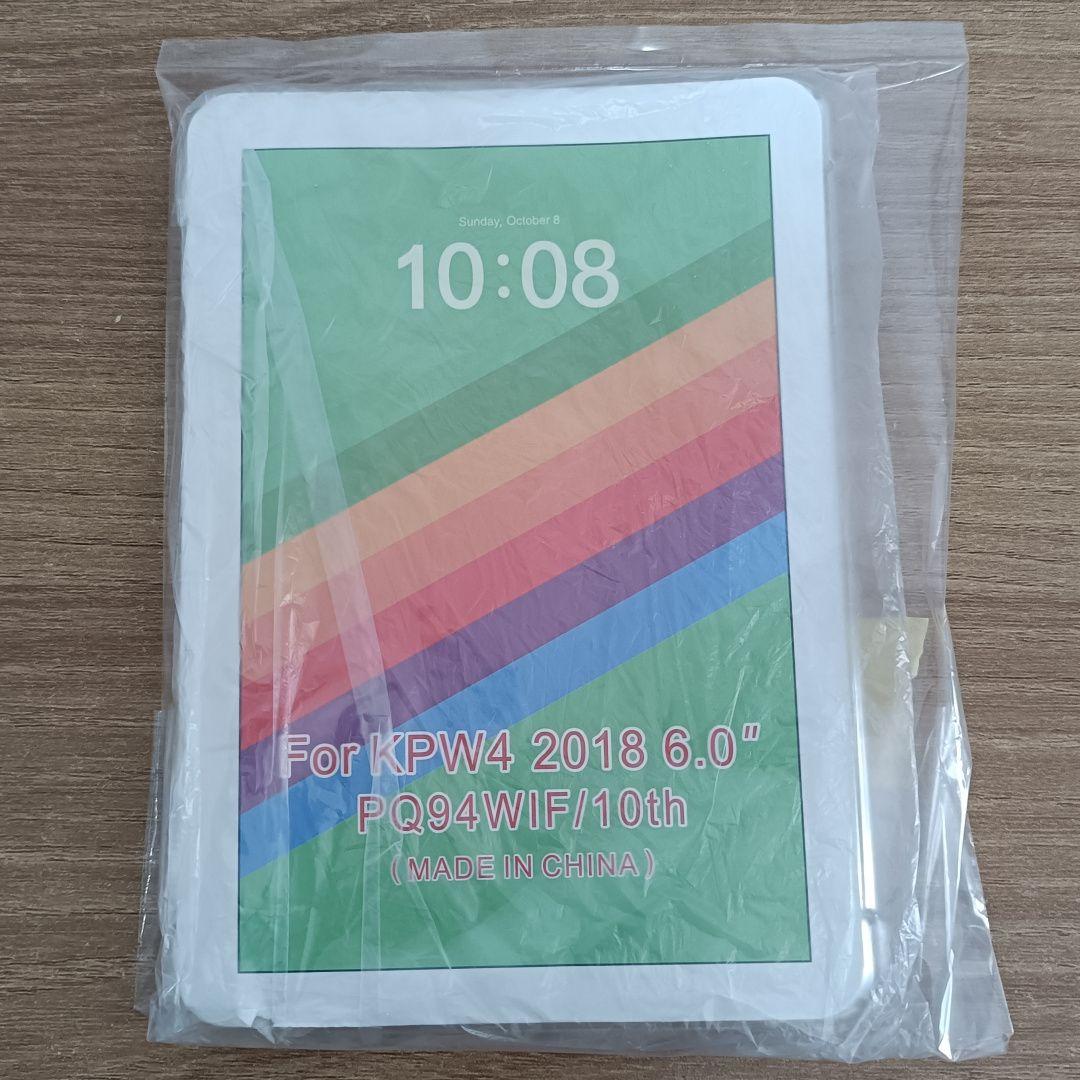 Sunday, October 8
10:08
For KPW4 2018 6.0"
PQ94WIF/10th
(MADE IN CHINA)